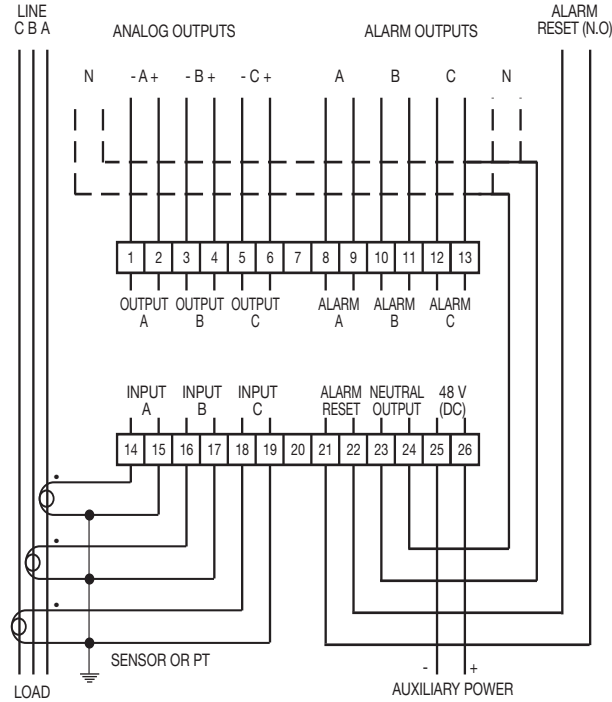 LINE
C B A
ANALOG OUTPUTS
ALARM OUTPUTS
ALARM
RESET (N.O)
N
- A +
- B +
- C +
A
B
C
N
1 2 3 4 5 6 7 8 9 10 11 12 13
OUTPUT
A
OUTPUT
B
OUTPUT
C
ALARM
A
ALARM
B
ALARM
C
INPUT
A
INPUT
B
INPUT
C
ALARM
RESET
NEUTRAL
OUTPUT
48 V
(DC)
14 15 16 17 18 19 20 21 22 23 24 25 26
SENSOR OR PT
- +
LOAD
AUXILIARY POWER